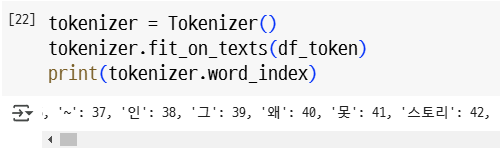 [22] tokenizer = Tokenizer()
tokenizer.fit_on_texts(df_token)
print(tokenizer.word_index)
, '~': 37, '인': 38, '그': 39, '왜': 40, '못': 41, '스토리': 42,